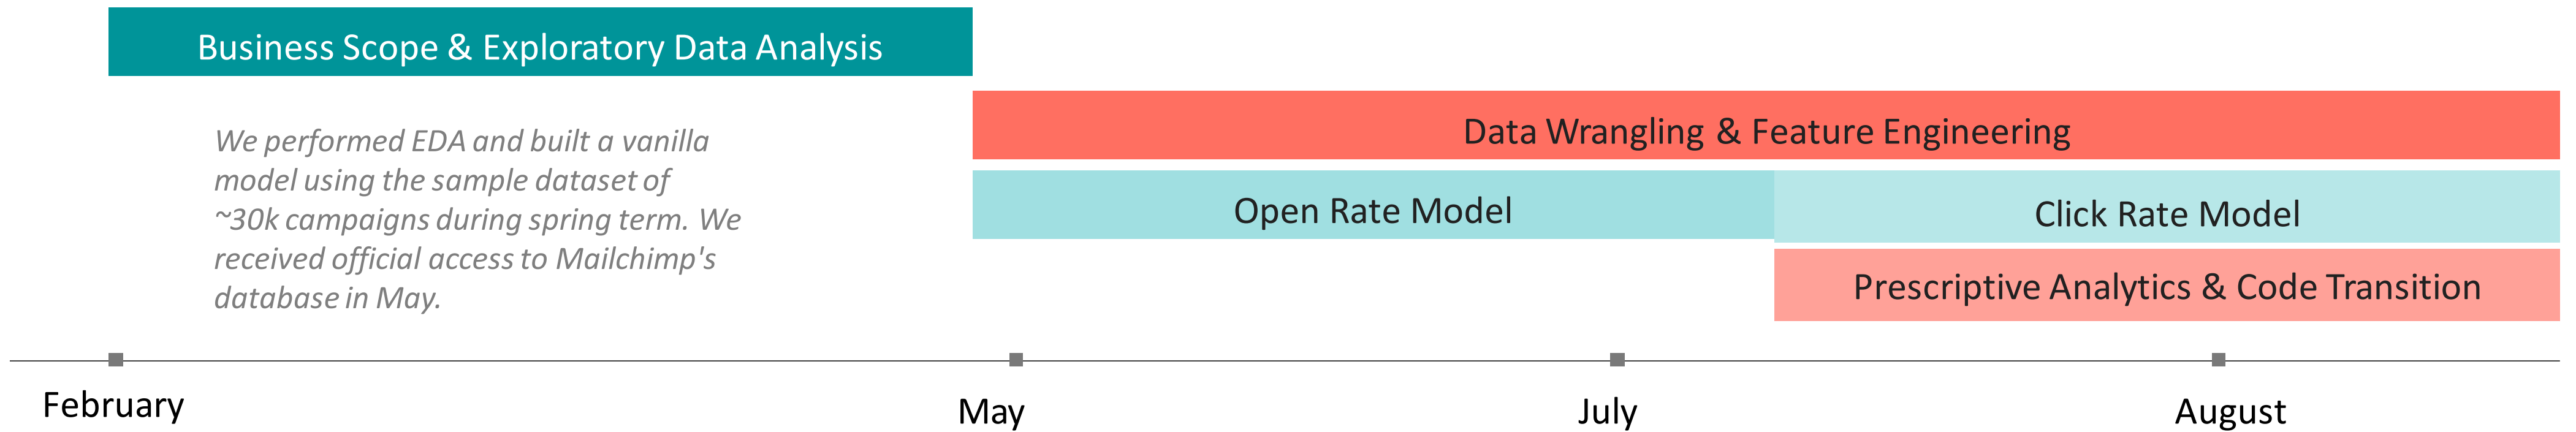 Business Scope & Exploratory Data Analysis
Data Wrangling & Feature Engineering
We performed EDA and built a vanilla
model using the sample dataset of
~30k campaigns during spring term. We
received official access to Mailchimp's
database in May.
Open Rate Model
Click Rate Model
Prescriptive Analytics & Code Transition
February
May
July
August